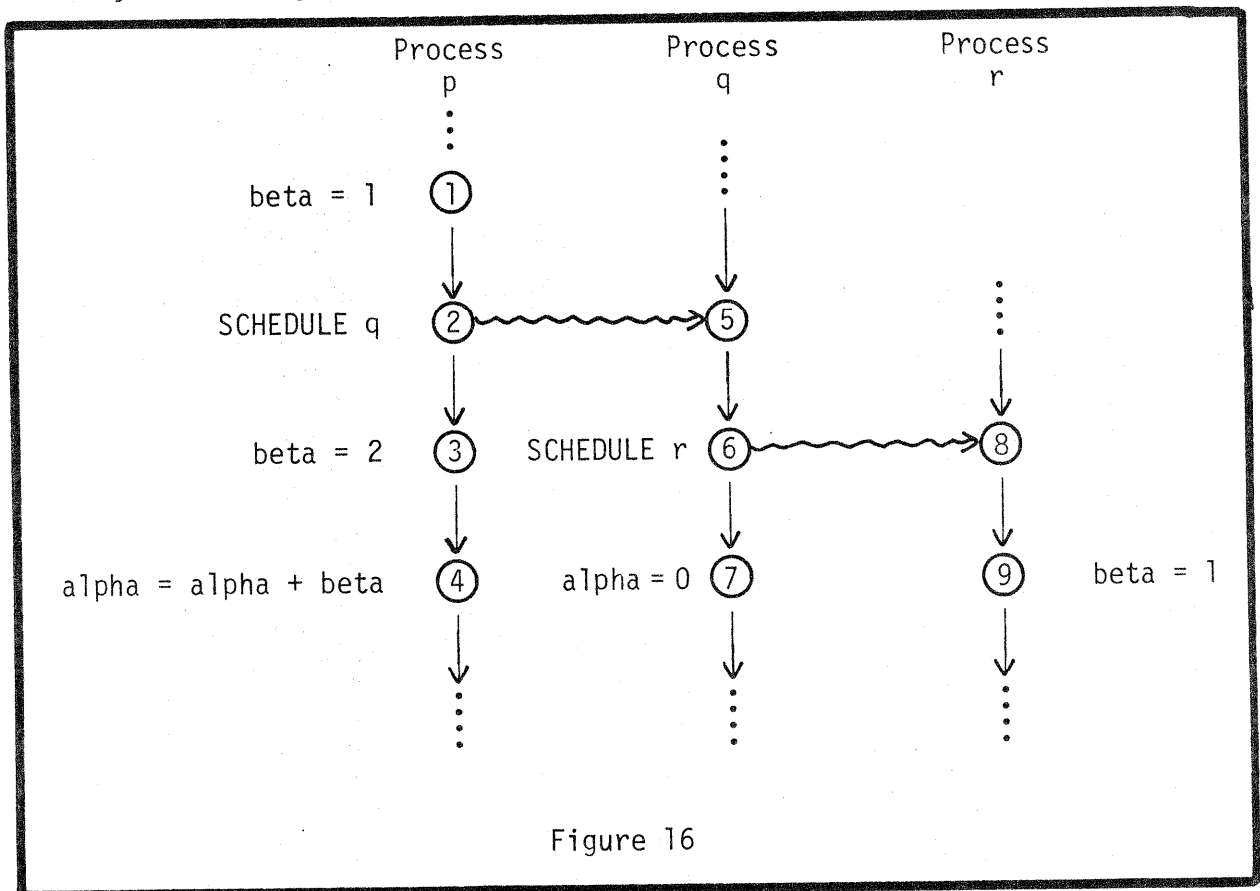 Process Process Process
p q r
beta = 1 1
SCHEDULE q 2 5
beta = 2 3 SCHEDULE r 6 8
alpha = alpha + beta 4 alpha = 0 7 9 beta = 1
Figure 16